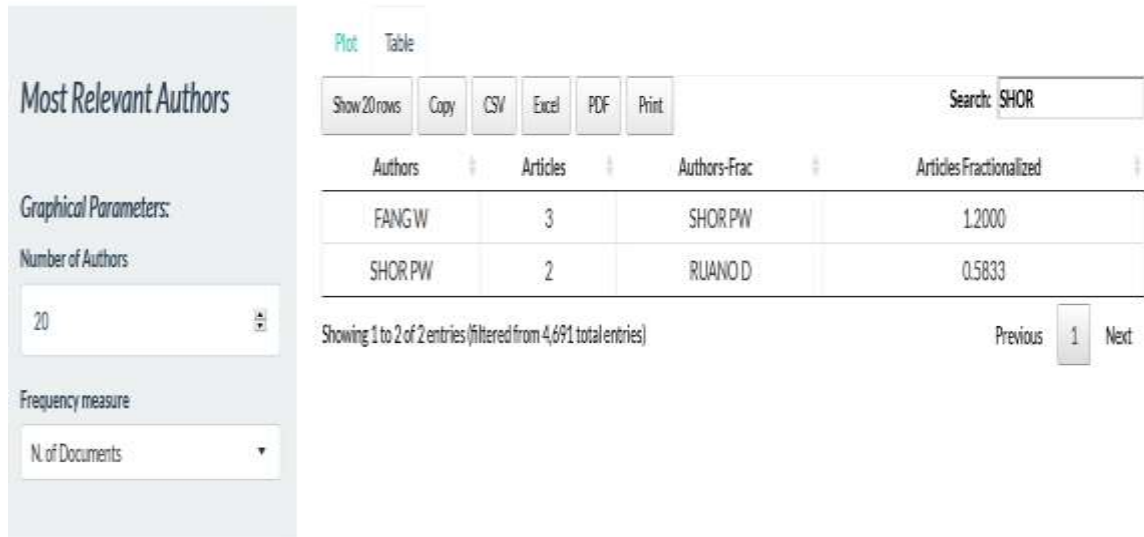 Plot Table
Most Relevant Authors
Show 20 rows Copy CSV Excel PDF Print Search: SHOR
Authors Articles Authors-Frac Articles Fractionalized
Graphical Parameters:
FANG W 3 SHOR PW 1.2000
Number of Authors
SHOR PW 2 RUANO D 0.5833
20
Showing 1 to 2 of 2 entries (filtered from 4,691 total entries) Previous 1 Next
Frequency measure
N. of Documents